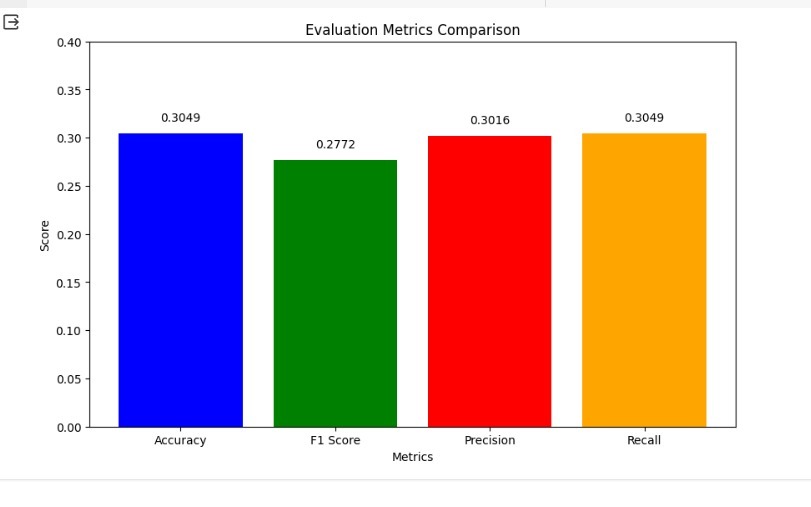 Evaluation Metrics Comparison
0.40
0.35
0.30
0.25
0.20
0.15
0.10
0.05
0.00
Score
0.3049
0.2772
0.3016
0.3049
Accuracy
F1 Score
Precision
Recall
Metrics